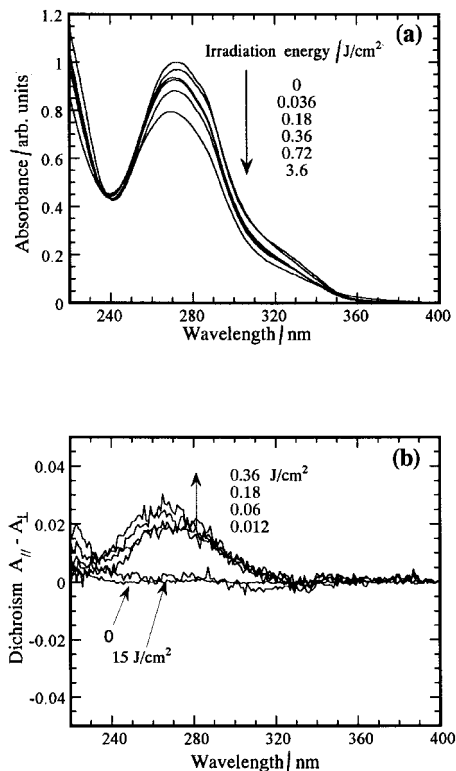 (a)
Irradiation energy / J/cm²
0
0.036
0.18
0.36
0.72
3.6
Absorbance / arb. units
1.2
1
0.8
0.6
0.4
0.2
0
240 280 320 360 400
Wavelength / nm
(b)
0.36 J/cm²
0.18
0.06
0.012
Dichroism A// - A⊥
0.04
0.02
0
-0.02
-0.04
0
15 J/cm²
240 280 320 360 400
Wavelength / nm